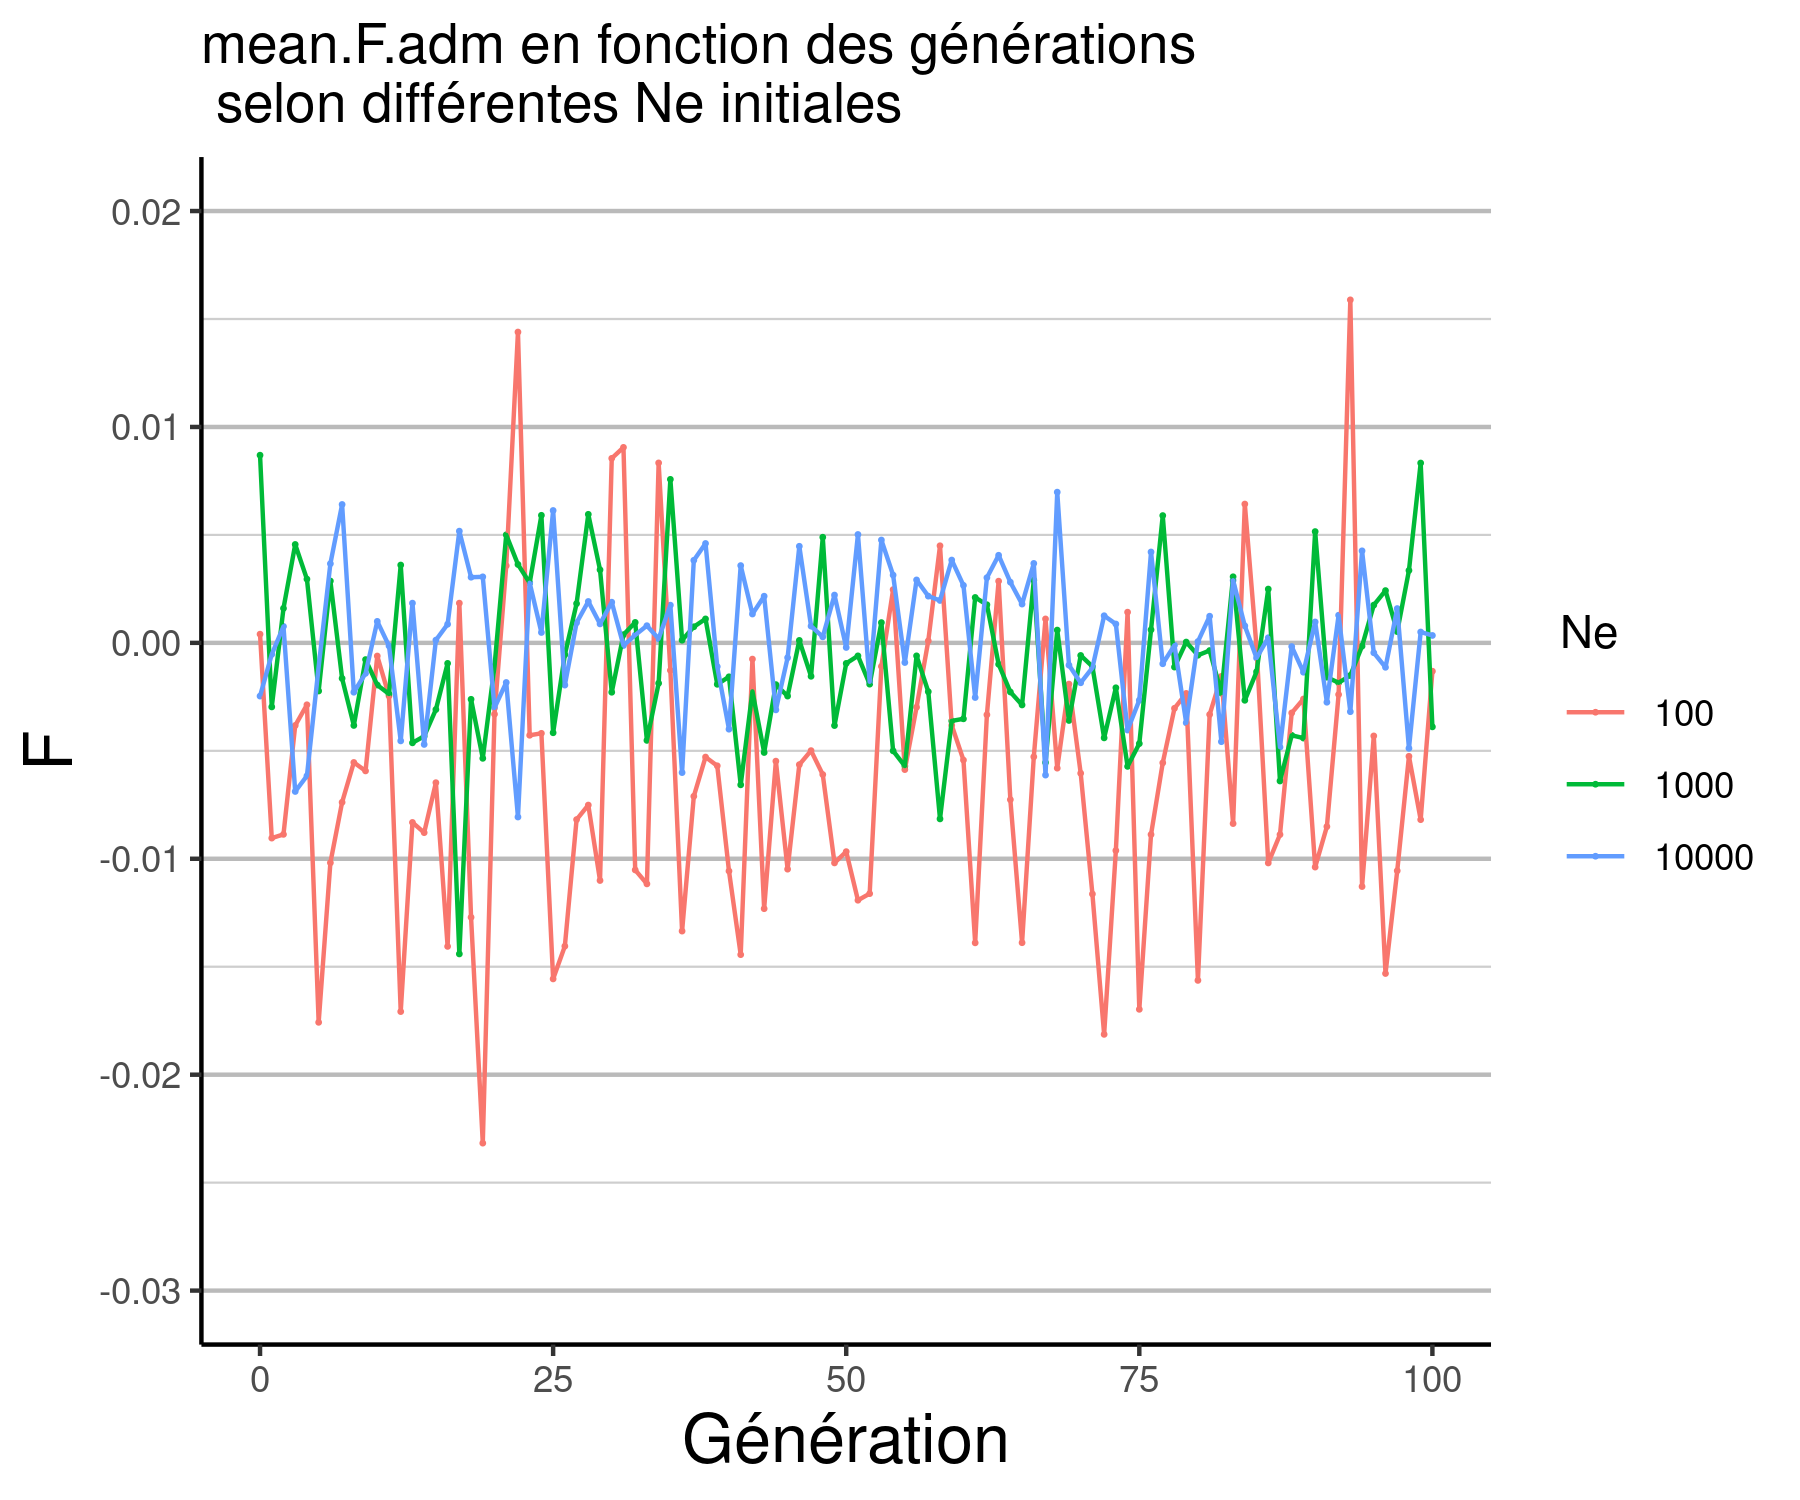 mean.F.adm en fonction des générations
selon différentes Ne initiales
0.02
0.01
0.00
-0.01
-0.02
-0.03
F
0 25 50 75 100
Génération
Ne
100
1000
10000